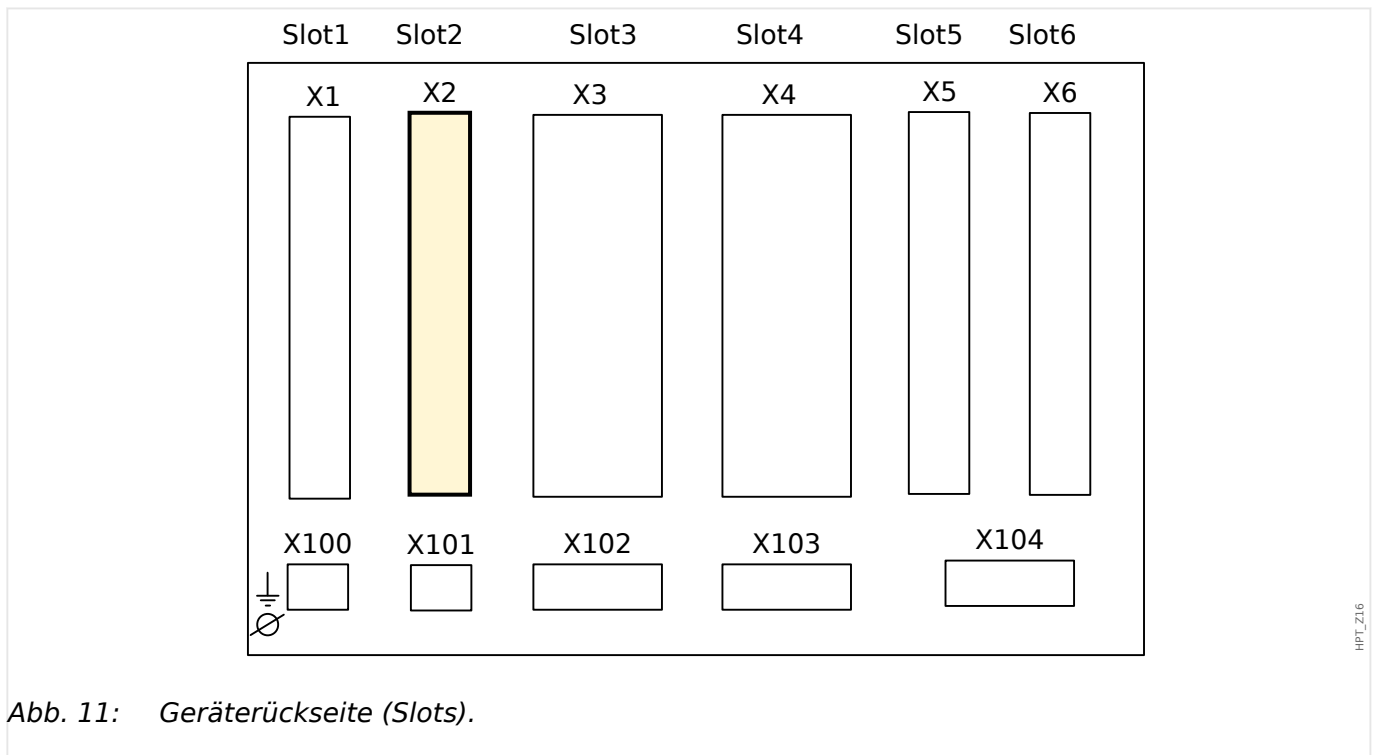 Slot1 Slot2 Slot3 Slot4 Slot5 Slot6
X1 X2 X3 X4 X5 X6
X100 X101 X102 X103 X104
HPT_Z16
Abb. 11: Geräterückseite (Slots).